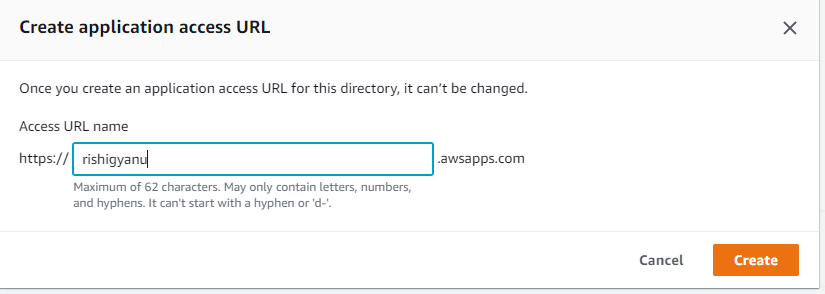 Create application access URL
Once you create an application access URL for this directory, it can't be changed.
Access URL name
https:// rishigyanu .awsapps.com
Maximum of 62 characters. May only contain letters, numbers,
and hyphens. It can't start with a hyphen or 'd-'.
Cancel Create